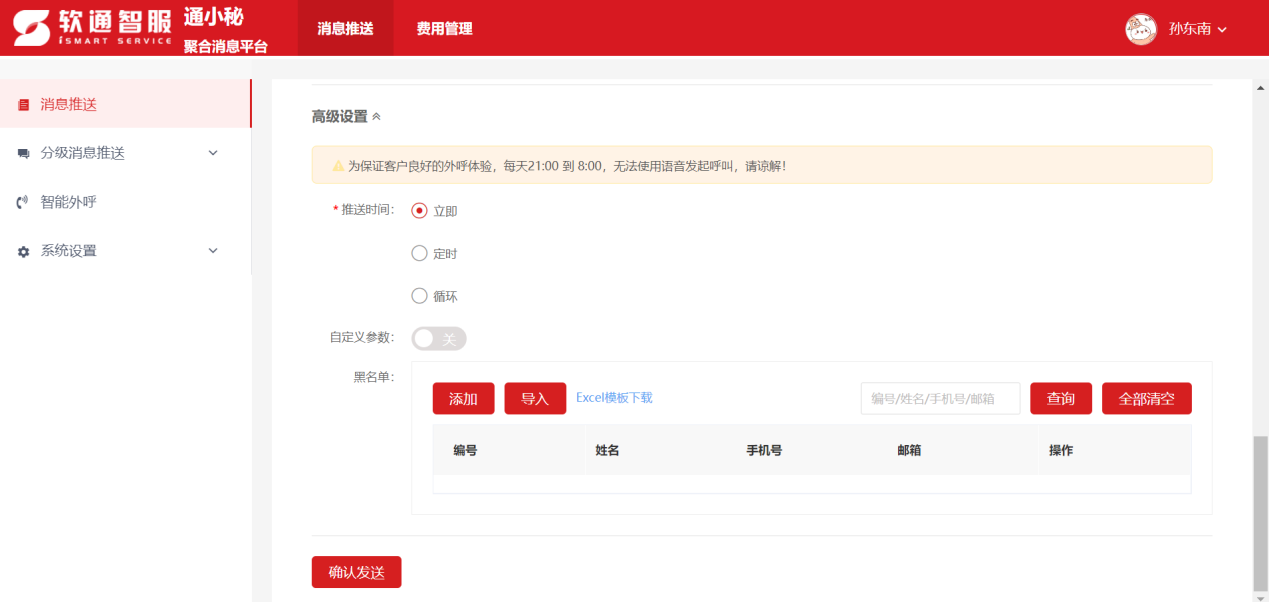 软通智服
iSMART SERVICE
通小秘
聚合消息平台
消息推送
费用管理
孙东南
消息推送
分级消息推送
智能外呼
系统设置
高级设置
为保证客户良好的外呼体验，每天21:00 到 8:00，无法使用语音发起呼叫，请谅解！
* 推送时间：
立即
定时
循环
自定义参数：
关
黑名单：
添加
导入
Excel模板下载
编号/姓名/手机号/邮箱
查询
全部清空
编号 姓名 手机号 邮箱 操作
确认发送